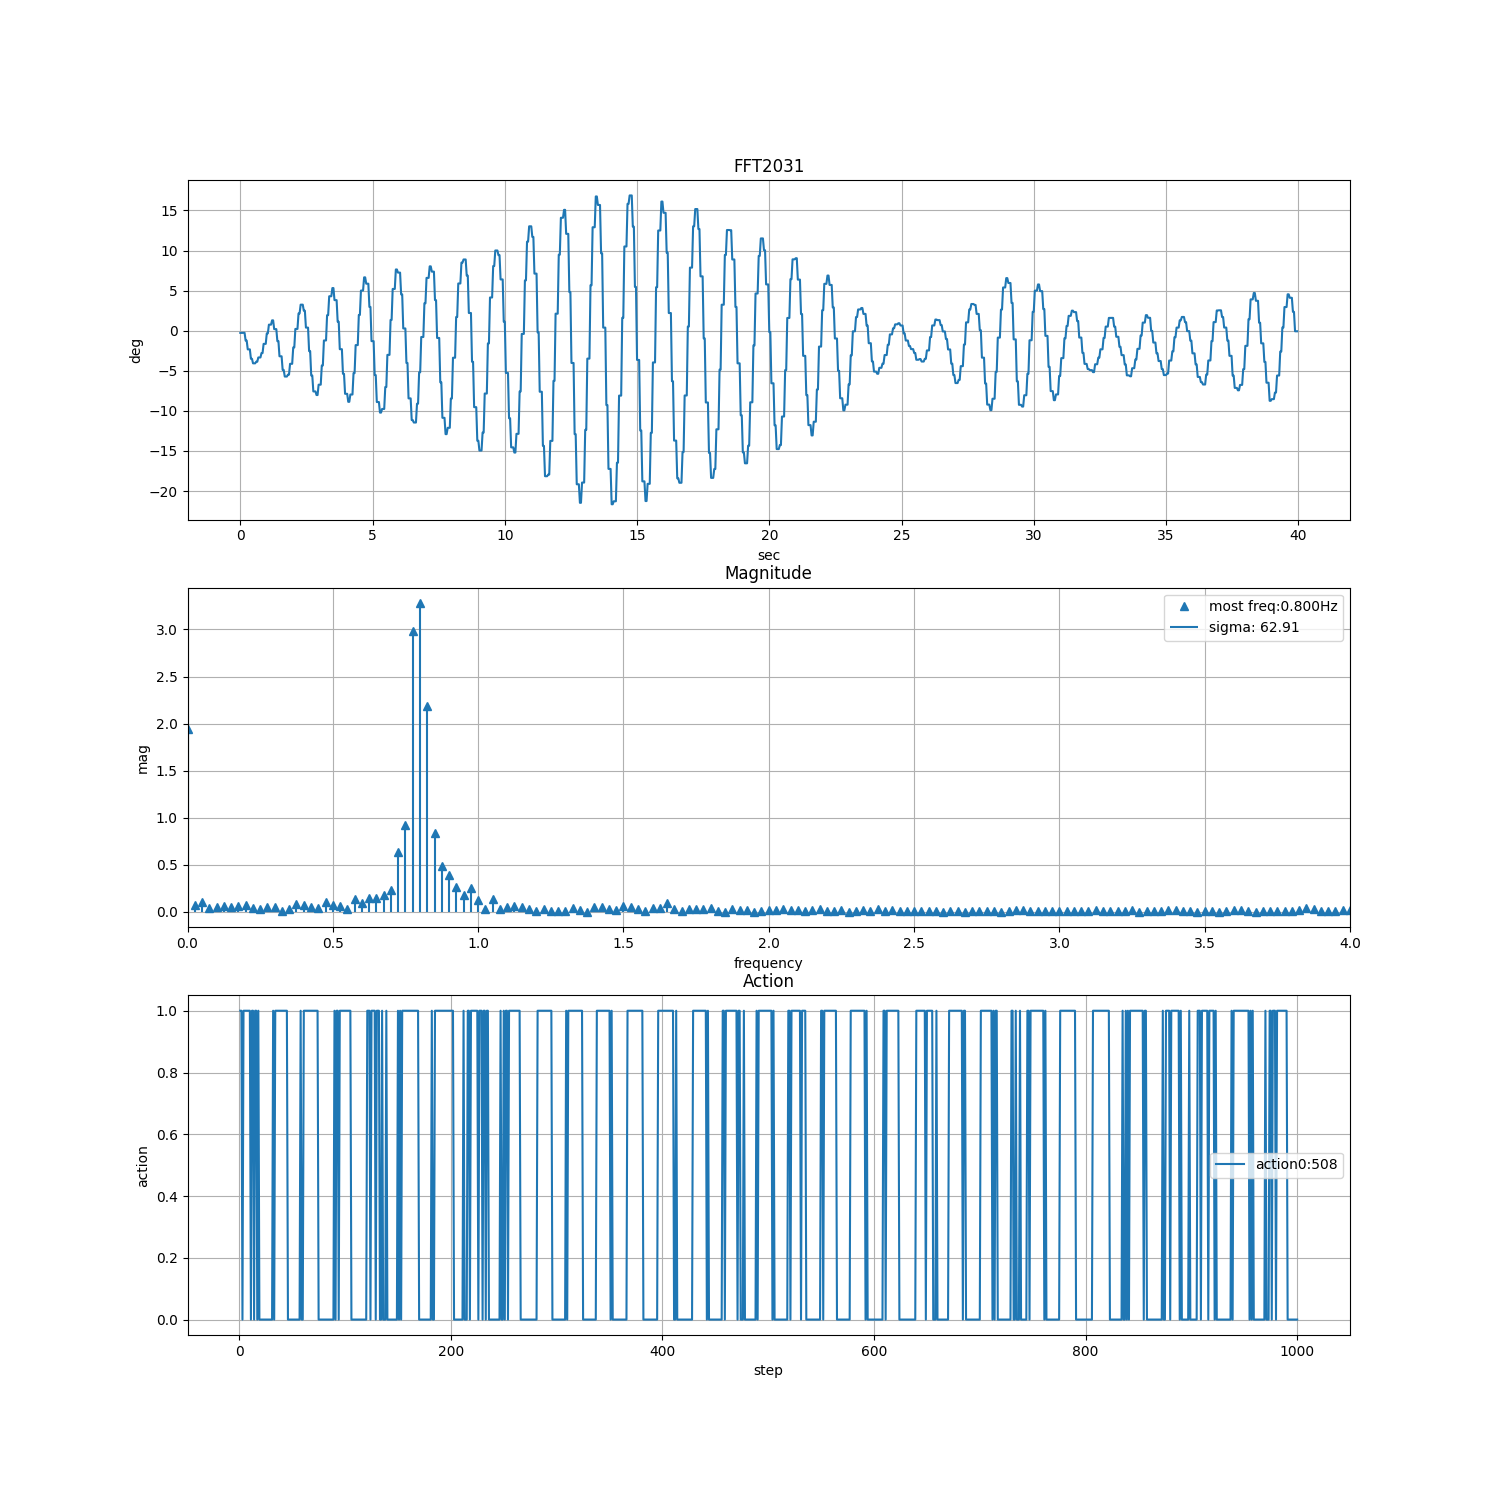 FFT2031
15
10
5
0
−5
−10
−15
−20
deg
0 5 10 15 20 25 30 35 40
sec
Magnitude
3.0
2.5
2.0
1.5
1.0
0.5
0.0
mag
most freq:0.800Hz
sigma: 62.91
0.0 0.5 1.0 1.5 2.0 2.5 3.0 3.5 4.0
frequency
Action
1.0
0.8
0.6
0.4
0.2
0.0
action
action0:508
0 200 400 600 800 1000
step